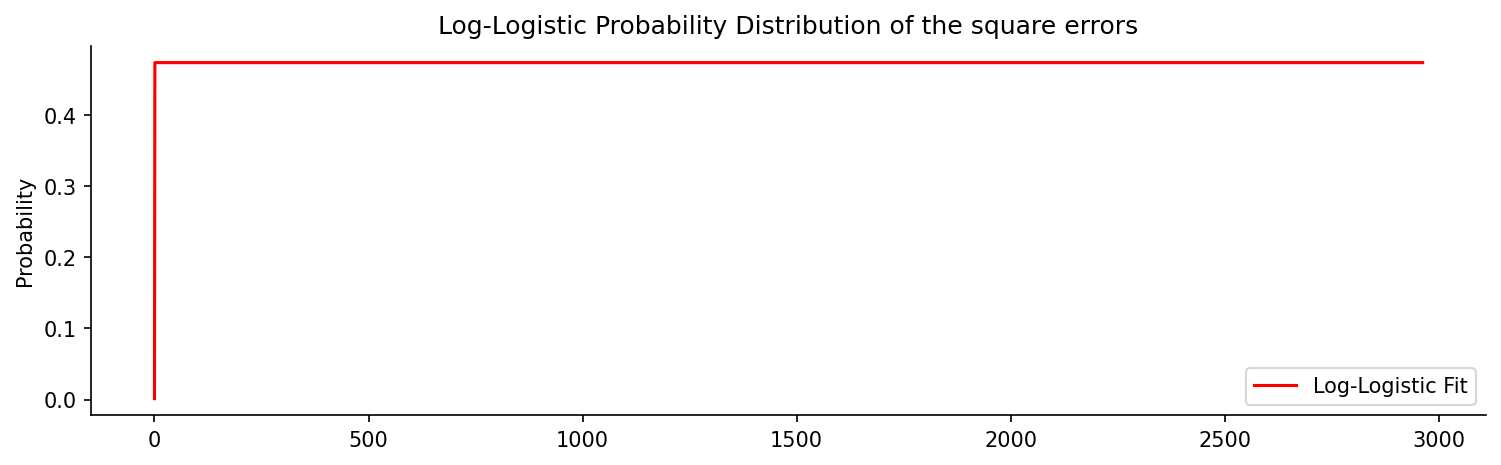 Log-Logistic Probability Distribution of the square errors
Probability
0.4
0.3
0.2
0.1
0.0
Log-Logistic Fit
0 500 1000 1500 2000 2500 3000